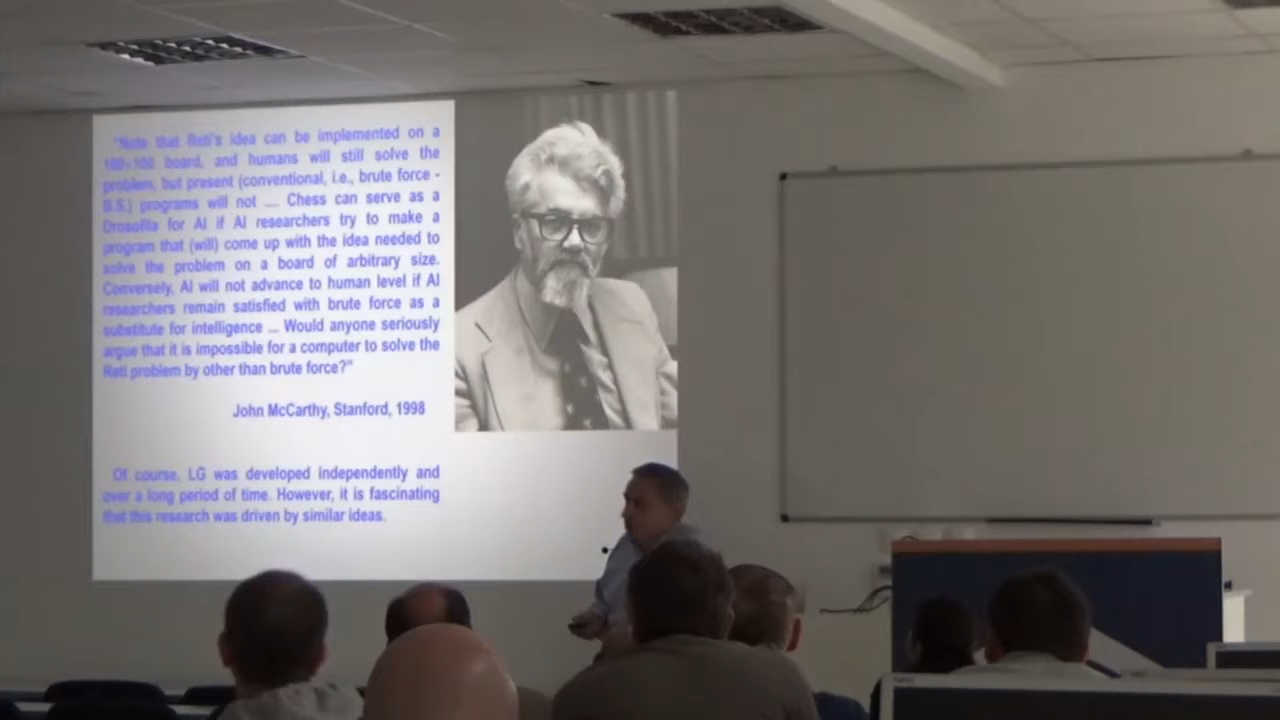 "Note that Reti's idea can be implemented on a
100×100 board, and humans will still solve the
problem, but present (conventional, i.e., brute force -
B.S.) programs will not ... Chess can serve as a
Drosofila for AI if AI researchers try to make a
program that (will) come up with the idea needed to
solve the problem on a board of arbitrary size.
Conversely, AI will not advance to human level if AI
researchers remain satisfied with brute force as a
substitute for intelligence ... Would anyone seriously
argue that it is impossible for a computer to solve the
Reti problem by other than brute force?"
John McCarthy, Stanford, 1998
Of course, LG was developed independently and
over a long period of time. However, it is fascinating
that this research was driven by similar ideas.
NEC